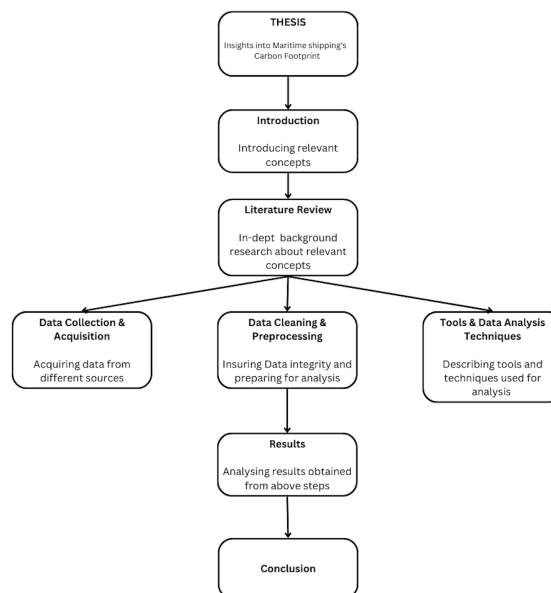 THESIS
Insights into Maritime shipping's
Carbon Footprint
Introduction
Introducing relevant
concepts
Literature Review
In-dept background
research about relevant
concepts
Data Collection &
Acquisition
Acquiring data from
different sources
Data Cleaning &
Preprocessing
Insuring Data integrity and
preparing for analysis
Tools & Data Analysis
Techniques
Describing tools and
techniques used for
analysis
Results
Analysing results obtained
from above steps
Conclusion